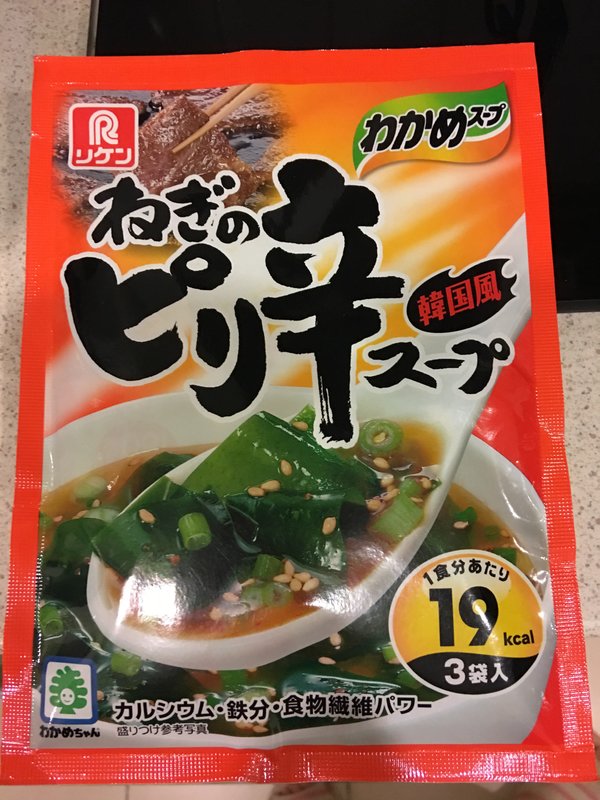 リケン
わかめスープ
ねぎの
ピリ辛
スープ
韓国風
1食分あたり
19kcal
3袋入
カルシウム・鉄分・食物繊維パワー
盛りつけ参考写真
わかめちゃん